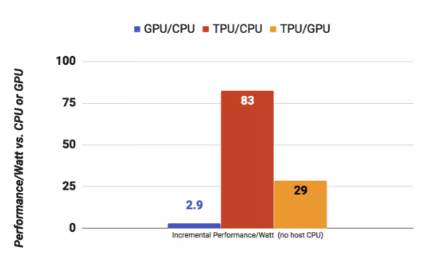 GPU/CPU TPU/CPU TPU/GPU
Performance/Watt vs. CPU or GPU
100
75
50
25
0
2.9
83
29
Incremental Performance/Watt (no host CPU)